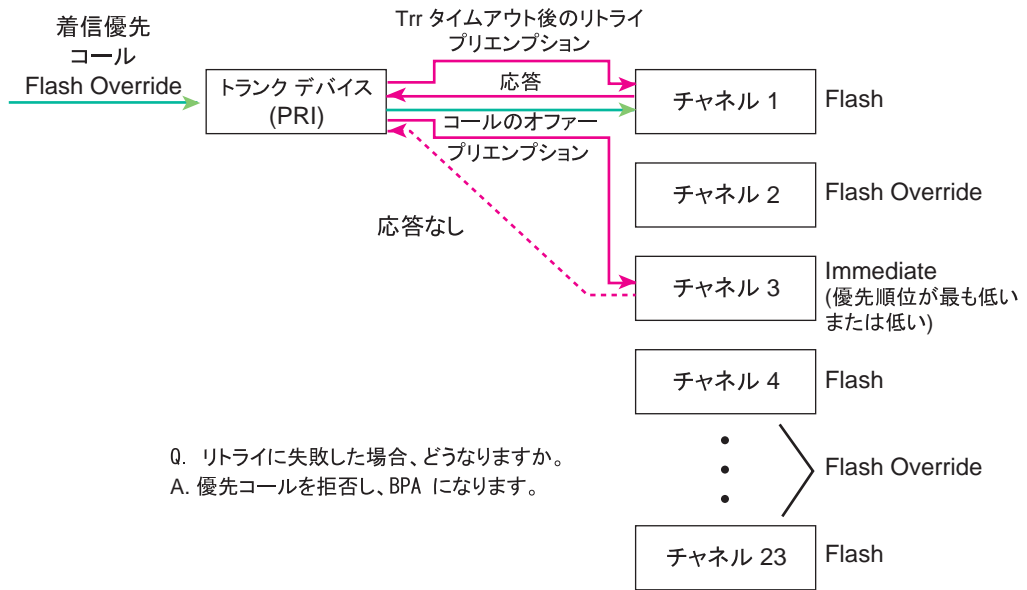 着信優先
コール
Flash Override
トランク デバイス
(PRI)
Trr タイムアウト後のリトライ
プリエンプション
応答
コールのオファー
プリエンプション
応答なし
チャネル 1
Flash
チャネル 2
Flash Override
チャネル 3
Immediate
(優先順位が最も低い
または低い)
チャネル 4
Flash
Flash Override
チャネル 23
Flash
Q. リトライに失敗した場合、どうなりますか。
A. 優先コールを拒否し、BPA になります。